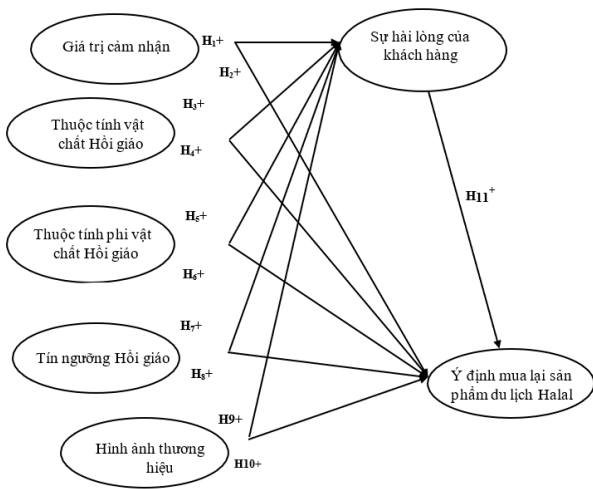 Giá trị cảm nhận
H₁+
H₂+
Sự hài lòng của
khách hàng
Thuộc tính vật
chất Hồi giáo
H₃+
H₄+
Thuộc tính phi vật
chất Hồi giáo
H₅+
H₆+
H11⁺
Tín ngưỡng Hồi giáo
H₇+
H₈+
Ý định mua lại sản
phẩm du lịch Halal
Hình ảnh thương
hiệu
H9+
H10+